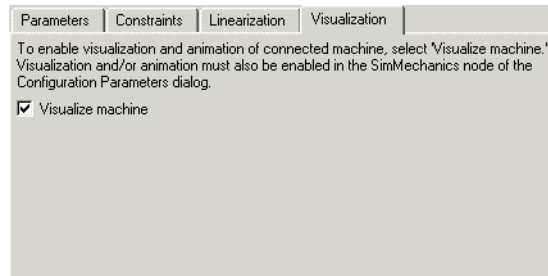 Parameters Constraints Linearization Visualization
To enable visualization and animation of connected machine, select 'Visualize machine.'
Visualization and/or animation must also be enabled in the SimMechanics node of the
Configuration Parameters dialog.
Visualize machine